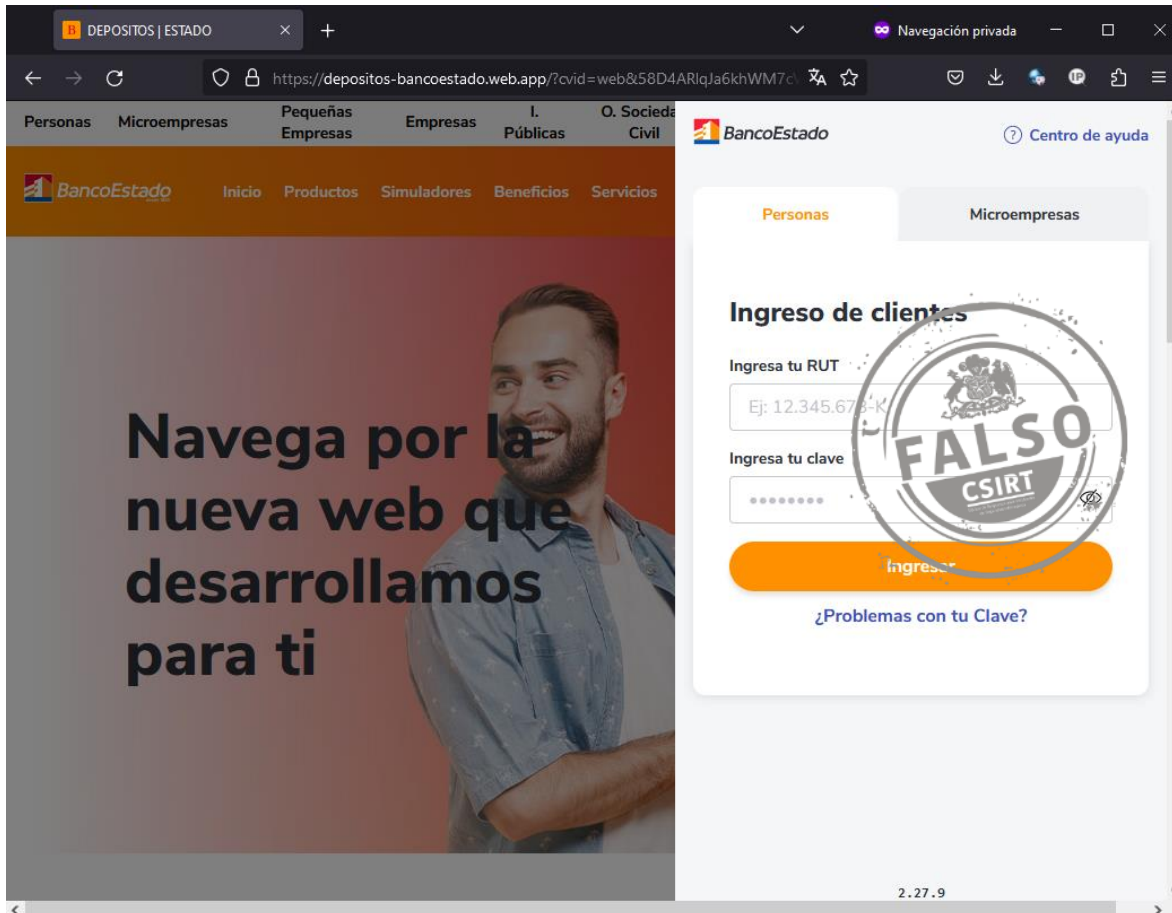 B DEPOSITOS | ESTADO
Navegación privada
https://depositos-bancoestado.web.app/?cvid=web&58D4ARIqJa6khWM7c
Personas Microempresas Pequeñas Empresas Empresas I. Públicas O. Socieda Civil
BancoEstado Inicio Productos Simuladores Beneficios Servicios
Navega por la
nueva web que
desarrollamos
para ti
BancoEstado
? Centro de ayuda
Personas Microempresas
Ingreso de clientes
Ingresa tu RUT
Ej: 12.345.678-K
Ingresa tu clave
FALSO
CSIRT
Ingresar
¿Problemas con tu Clave?
2.27.9